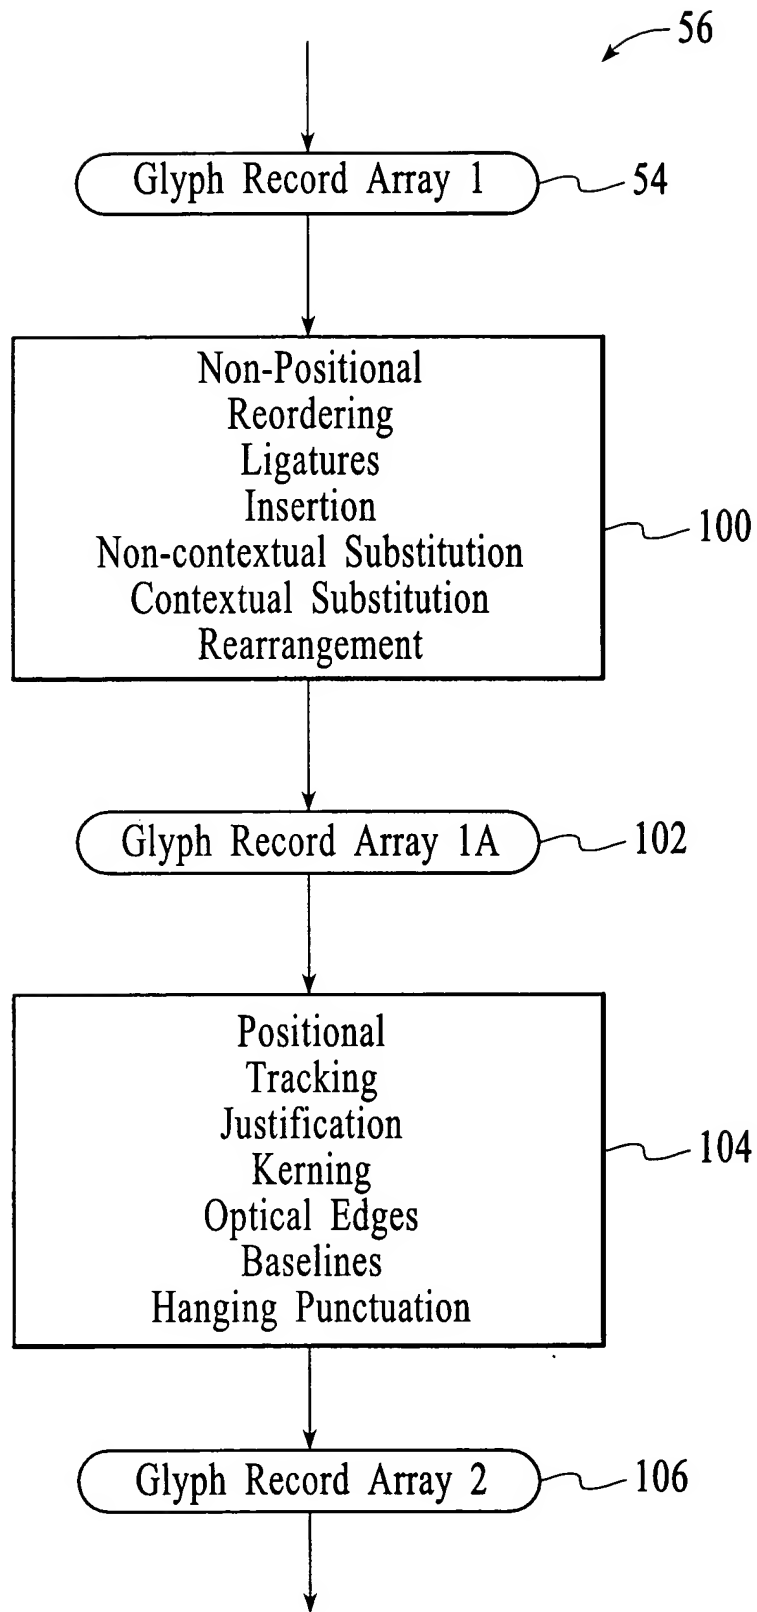 56
Glyph Record Array 1
54
Non-Positional
Reordering
Ligatures
Insertion
Non-contextual Substitution
Contextual Substitution
Rearrangement
100
Glyph Record Array 1A
102
Positional
Tracking
Justification
Kerning
Optical Edges
Baselines
Hanging Punctuation
104
Glyph Record Array 2
106